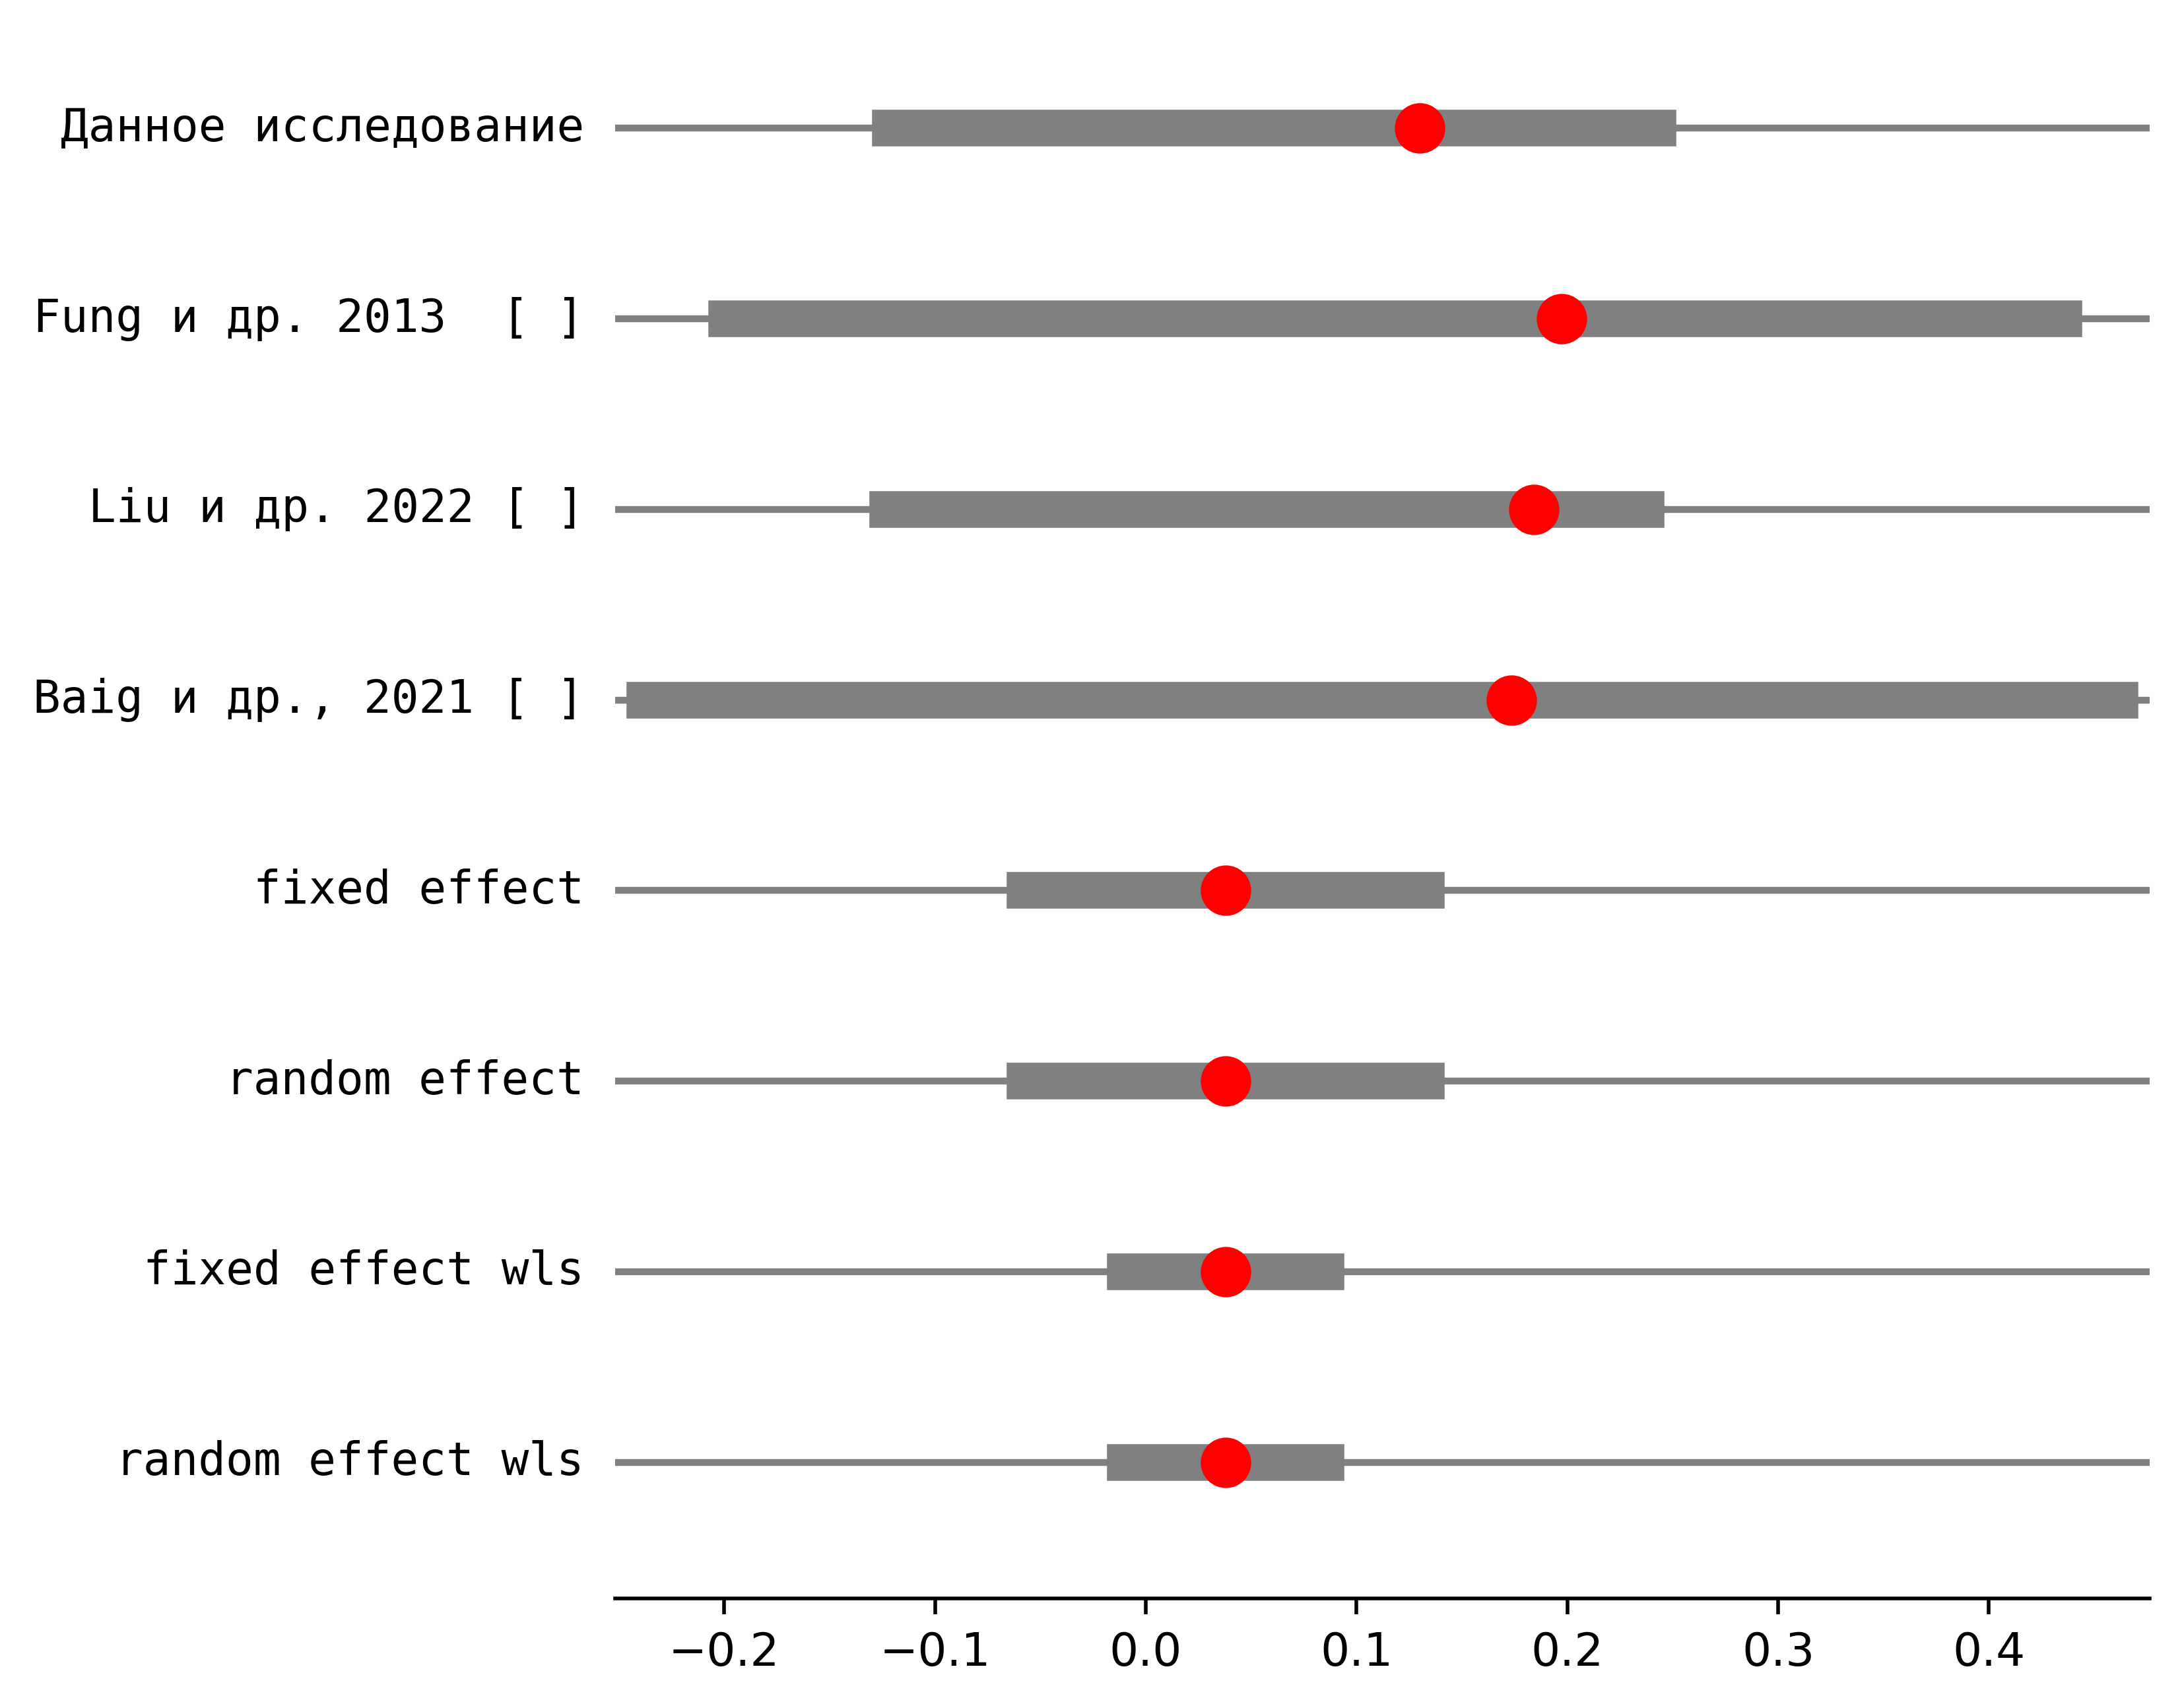 Данное исследование
Fung и др. 2013  [ ]
Liu и др. 2022 [ ]
Baig и др., 2021 [ ]
fixed effect
random effect
fixed effect wls
random effect wls
−0.2 −0.1 0.0 0.1 0.2 0.3 0.4